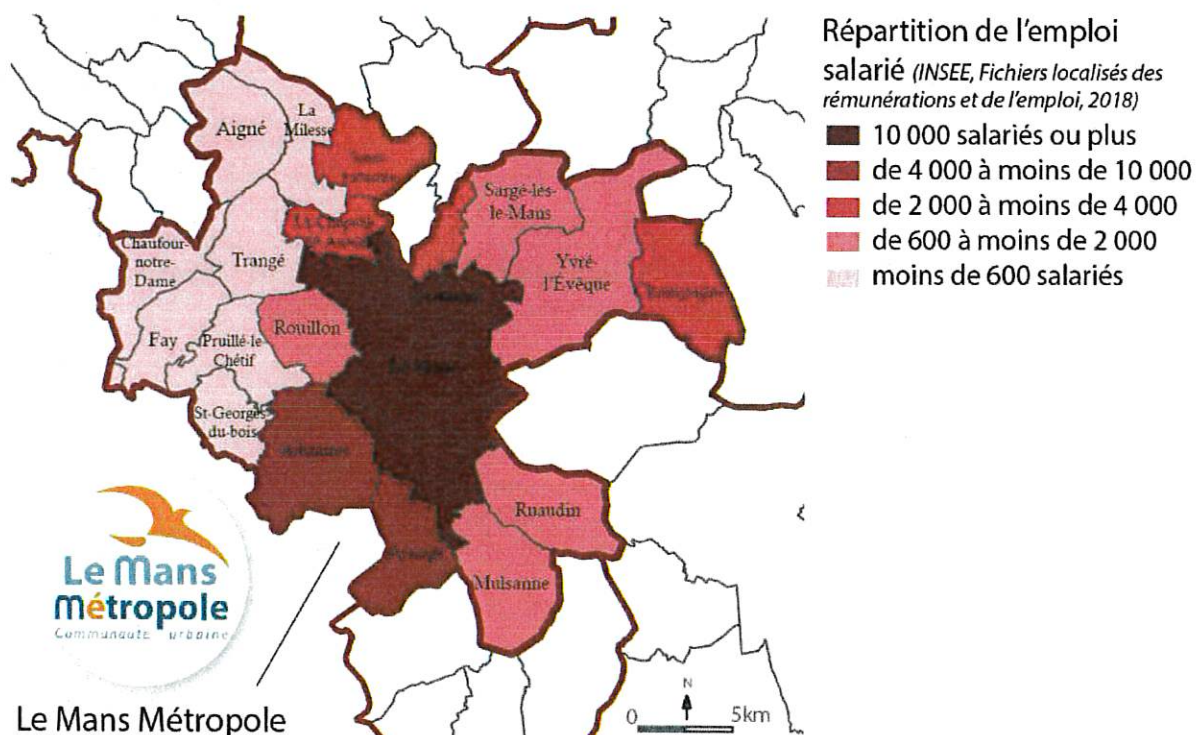 Répartition de l'emploi
salarié (INSEE, Fichiers localisés des
rémunérations et de l'emploi, 2018)
10 000 salariés ou plus
de 4 000 à moins de 10 000
de 2 000 à moins de 4 000
de 600 à moins de 2 000
moins de 600 salariés
Aigné
La
Milesse
Sargé-lès-
le-Mans
Chaufour-
notre-
Dame
Trangé
Yvré-
l'Évêque
Rouillon
Fay
Pruillé-le-
Chétif
St-Georges-
du-bois
Ruaudin
Mulsanne
Le Mans
métropole
Communauté urbaine
Le Mans Métropole
N
0 5km